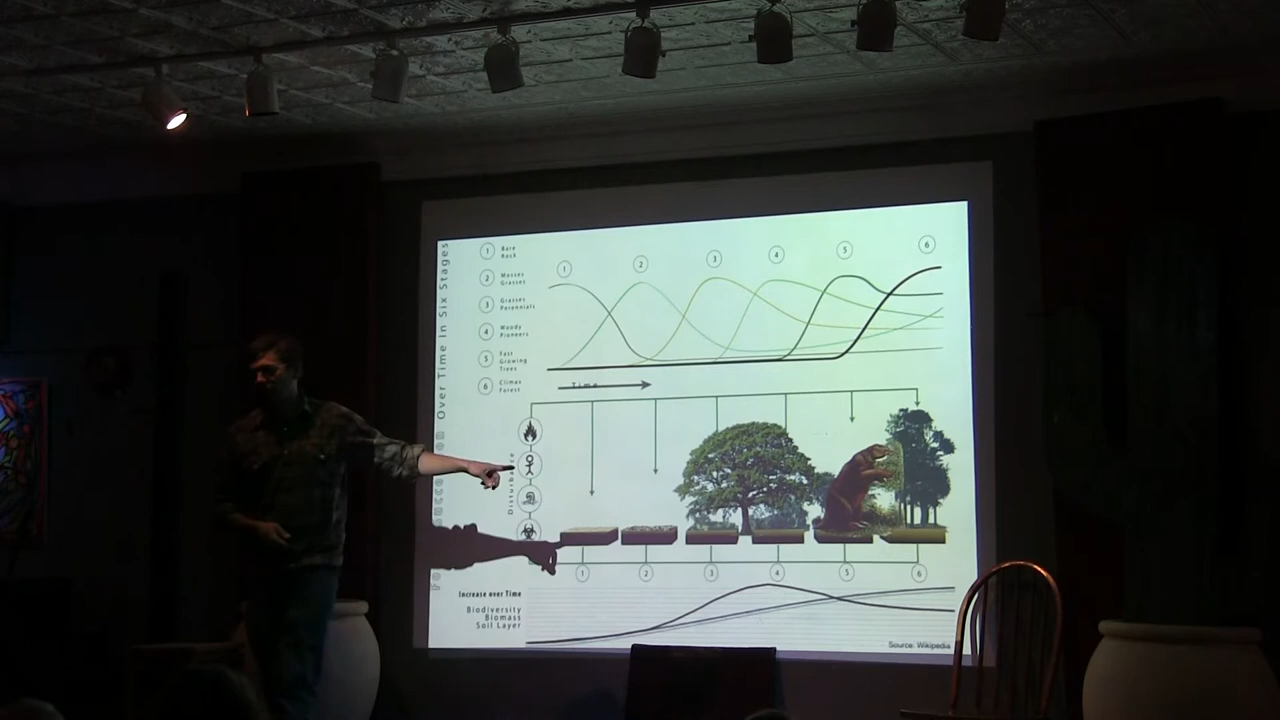 Over Time In Six Stages
1 Bare
Rock
2 Mosses
Grasses
3 Grasses
Perennials
4 Woody
Pioneers
5 Fast
Growing
Trees
6 Climax
Forest
1 2 3 4 5 6
Time
Disturbance
1 2 3 4 5 6
Increase over Time
Biodiversity
Biomass
Soil Layer
Source: Wikipedia